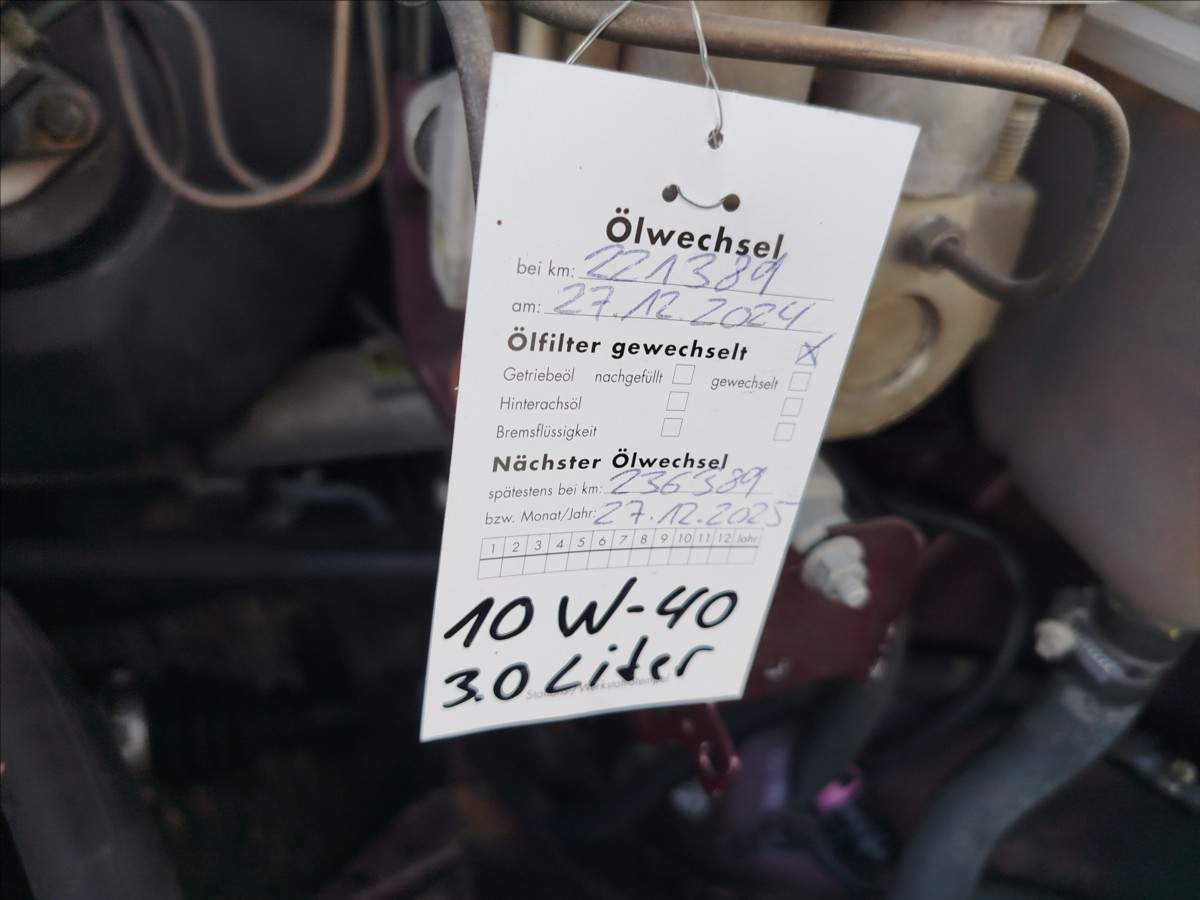 Ölwechsel
bei km: 221389
am: 27.12.2024
Ölfilter gewechselt
Getriebeöl nachgefüllt gewechselt
Hinterachsöl
Bremsflüssigkeit
Nächster Ölwechsel
spätestens bei km: 236389
bzw. Monat/Jahr: 27.12.2025
1 2 3 4 5 6 7 8 9 10 11 12 Jahr
10 W-40
3.0 Liter